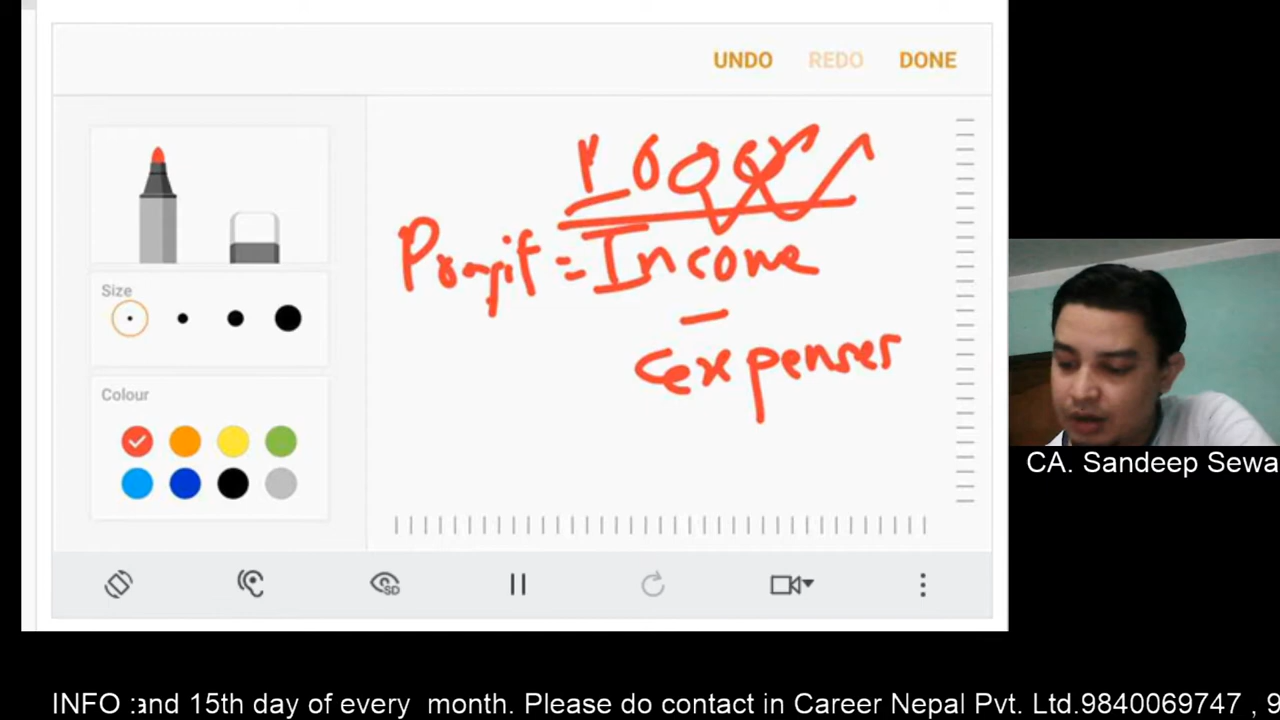 UNDO REDO DONE
Profit = Income
Size
-
expenses
Colour
SD
CA. Sandeep Sewa
INFO :and 15th day of every month. Please do contact in Career Nepal Pvt. Ltd.9840069747 , 9